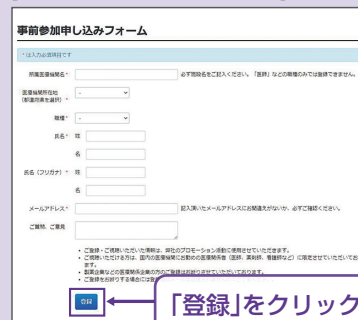 事前参加申し込みフォーム
* は入力必須項目です
所属医療機関名* 必ず施設名をご記入ください。「医師」などの職種のみでは登録できません。
医療機関所在地
(都道府県を選択) * -
職種* -
氏名* 姓
名
氏名(フリガナ)* 姓
名
メールアドレス* 記入頂いたメールアドレスにお間違えがないか、必ずご確認ください。
ご質問、ご意見
• ご登録・ご視聴いただいた情報は、弊社のプロモーション活動に使用させていただきます。
• ご視聴いただける方は、国内の医療機関にお勤めの医療関係者(医師、薬剤師、看護師など)に限定させていただいてお
ます。
• 製薬企業などの医療関係企業の方のご登録はお断りさせていただいております。
• ご登録をお断りする場合には登
登録
「登録」をクリック